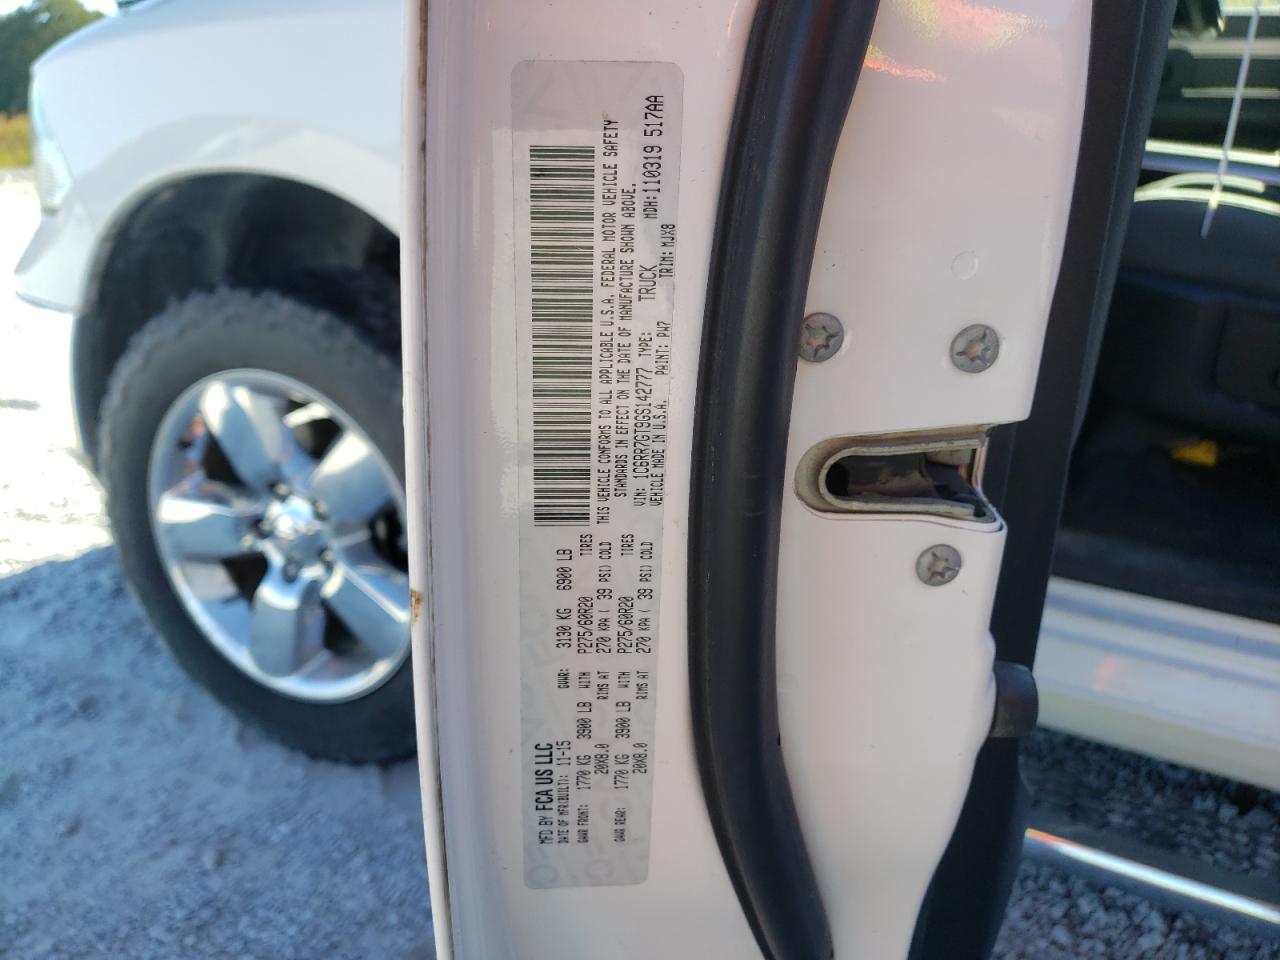 MFD BY FCA US LLC
DATE OF MFR(BUILT): 11-15 GVWR: 3130 KG 6900 LB
GAWR FRONT: 1770 KG 3900 LB WITH P275/60R20 TIRES
20X8.0 RIMS AT 270 KPA ( 39 PSI) COLD
GAWR REAR: 1770 KG 3900 LB WITH P275/60R20 TIRES
20X8.0 RIMS AT 270 KPA ( 39 PSI) COLD
THIS VEHICLE CONFORMS TO ALL APPLICABLE U.S.A. FEDERAL MOTOR VEHICLE SAFETY
STANDARDS IN EFFECT ON THE DATE OF MANUFACTURE SHOWN ABOVE.
VIN: 1C6RR7GT9GS142777 TYPE: TRUCK MDH:110319 517AA
VEHICLE MADE IN U.S.A. PAINT: PW7 TRIM: MJX8